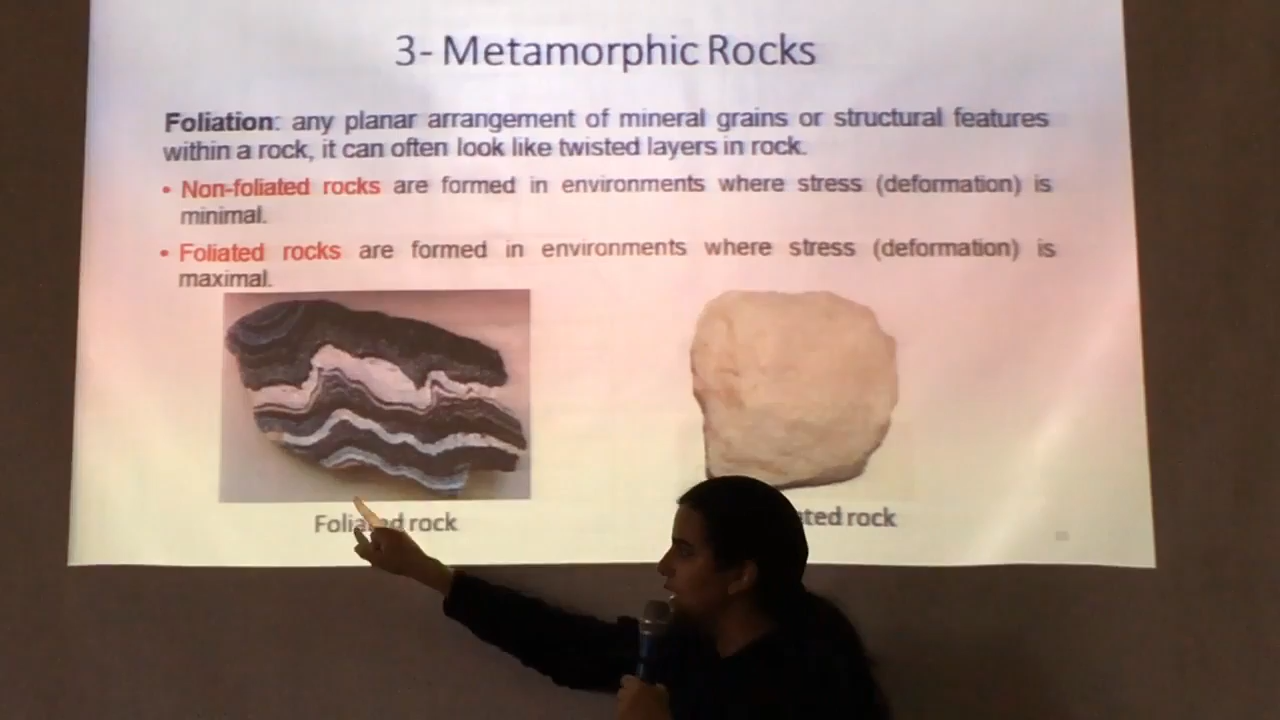 3- Metamorphic Rocks
Foliation: any planar arrangement of mineral grains or structural features
within a rock, it can often look like twisted layers in rock.
• Non-foliated rocks are formed in environments where stress (deformation) is
minimal.
• Foliated rocks are formed in environments where stress (deformation) is
maximal.
rock
rock